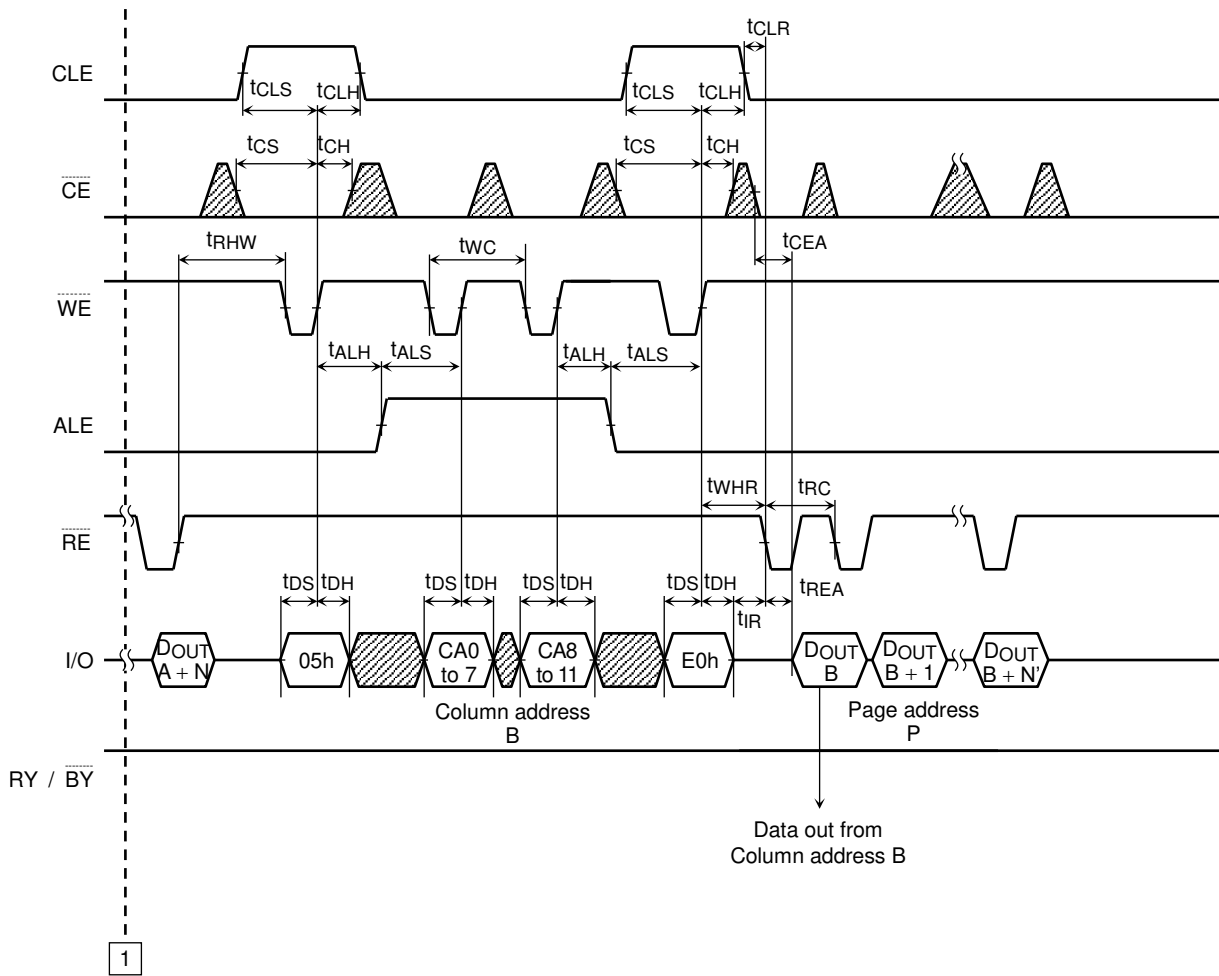 tCLR
CLE
tCLS tCLH tCLS tCLH
tCS tCH tCS tCH
CE
tRHW tWC tCEA
WE
tALH tALS tALH tALS
ALE
tWHR tRC
RE
tDS tDH tDS tDH tDS tDH tDS tDH tREA
tIR
I/O
DOUT
A + N
05h
CA0
to 7
CA8
to 11
E0h
DOUT
B
DOUT
B + 1
DOUT
B + N'
Column address
B
Page address
P
RY / BY
Data out from
Column address B
1